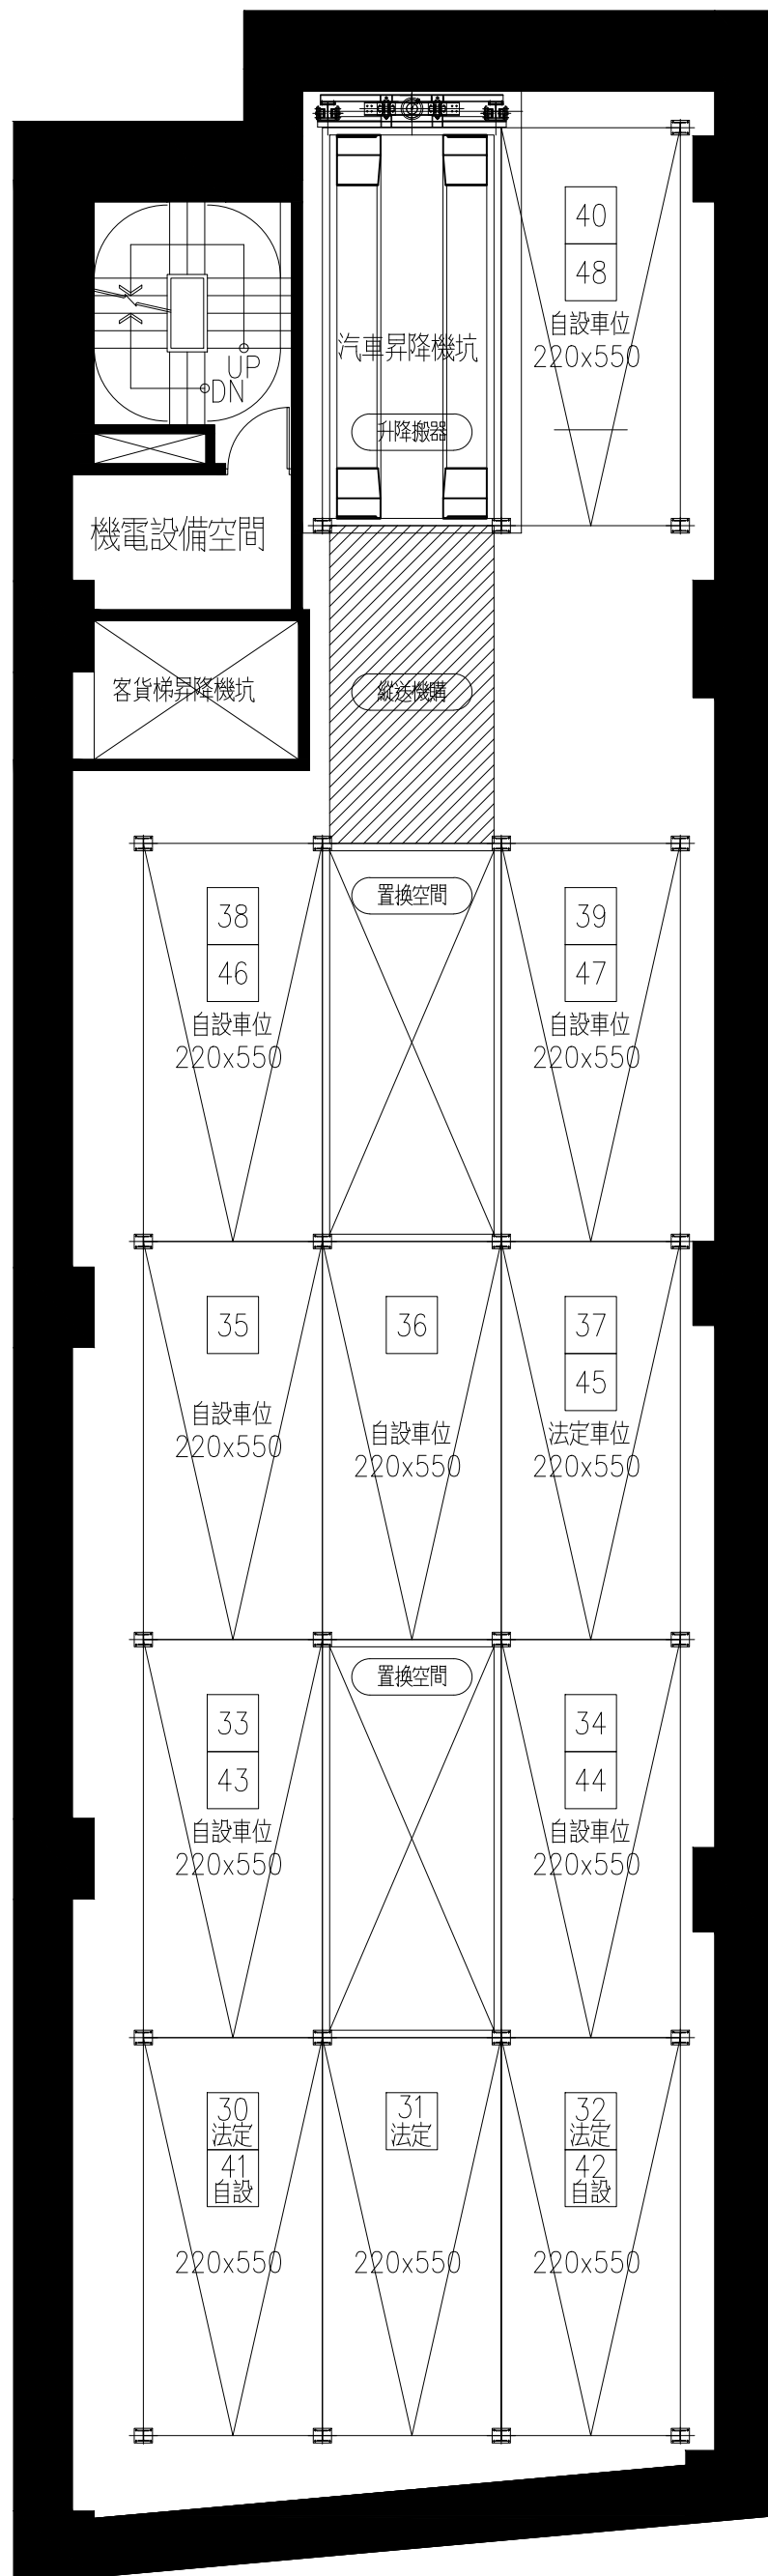 40
48
自設車位
220x550
汽車昇降機坑
UP
DN
升降搬器
機電設備空間
客貨梯昇降機坑
縱送機購
置換空間
38
46
自設車位
220x550
39
47
自設車位
220x550
35
自設車位
220x550
36
自設車位
220x550
37
45
法定車位
220x550
置換空間
33
43
自設車位
220x550
34
44
自設車位
220x550
30
法定
41
自設
220x550
31
法定
220x550
32
法定
42
自設
220x550